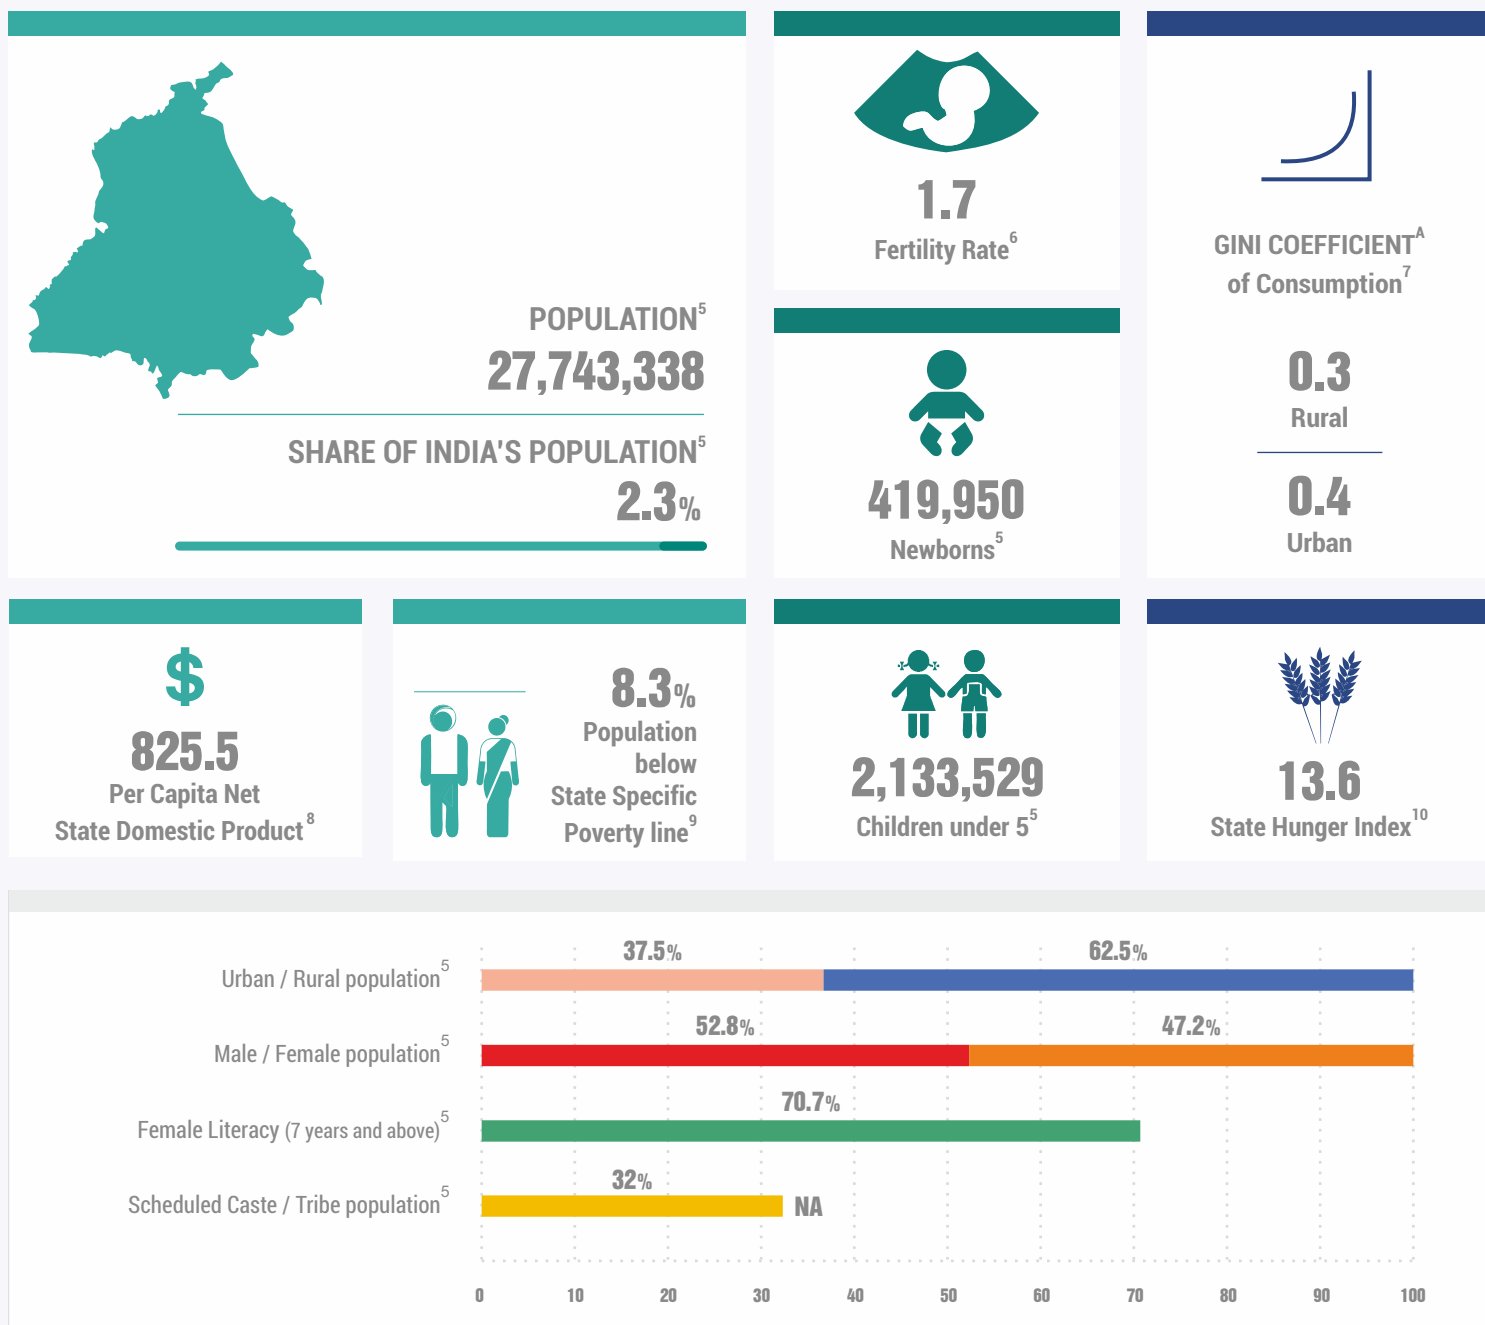 POPULATION5
27,743,338
SHARE OF INDIA'S POPULATION5
2.3%
1.7
Fertility Rate6
419,950
Newborns5
GINI COEFFICIENTA
of Consumption7
0.3
Rural
0.4
Urban
$
825.5
Per Capita Net
State Domestic Product8
8.3%
Population
below
State Specific
Poverty line9
2,133,529
Children under 55
13.6
State Hunger Index10
37.5% 62.5%
Urban / Rural population5
52.8% 47.2%
Male / Female population5
70.7%
Female Literacy (7 years and above)5
32%
Scheduled Caste / Tribe population5 NA
0 10 20 30 40 50 60 70 80 90 100